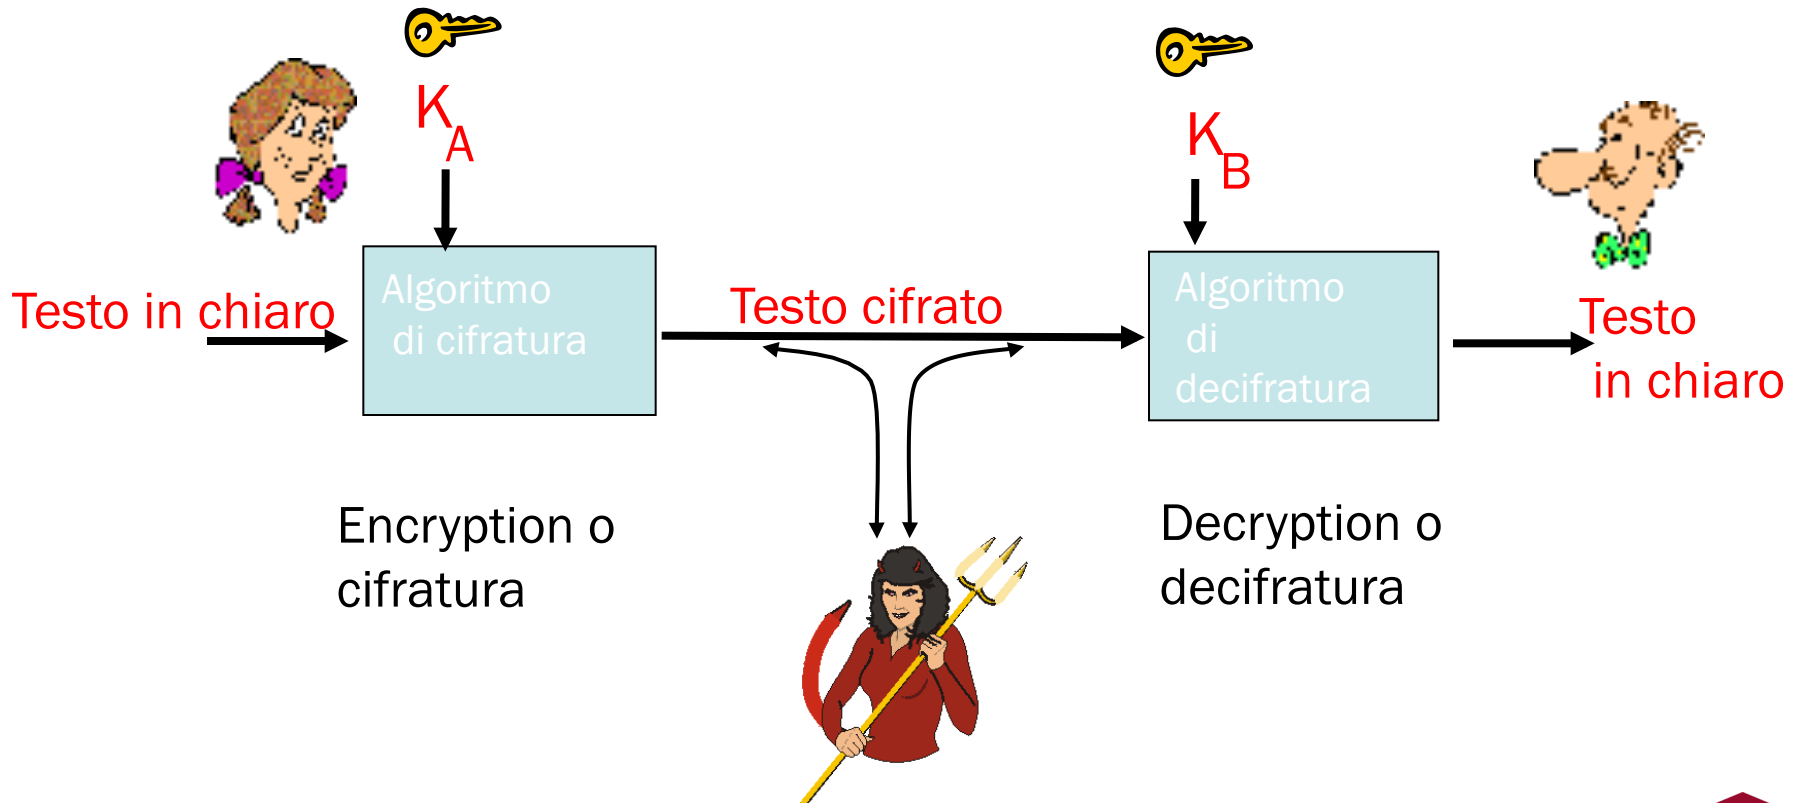 K
A
K
B
Testo in chiaro
Algoritmo
di cifratura
Testo cifrato
Algoritmo
di
decifratura
Testo
in chiaro
Encryption o
cifratura
Decryption o
decifratura